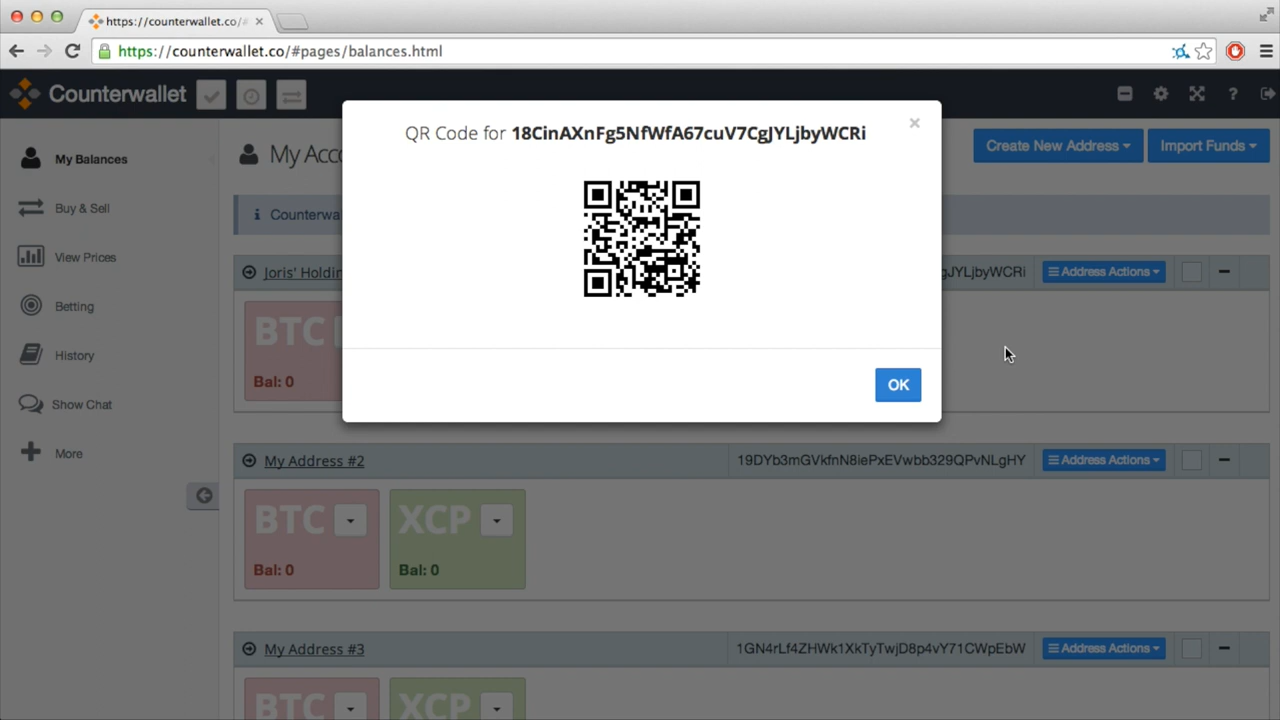 https://counterwallet.co/#
https://counterwallet.co/#pages/balances.html
Counterwallet
My Balances
Buy & Sell
View Prices
Betting
History
Show Chat
More
My Acco
Create New Address
Import Funds
Counterwa
QR Code for 18CinAXnFg5NfWfA67cuV7CgJYLjbyWCRi
OK
Joris' Holdin
gJYLjbyWCRi
Address Actions
BTC
Bal: 0
My Address #2
19DYb3mGVkfnN8iePxEVwbb329QPvNLgHY
Address Actions
BTC
Bal: 0
XCP
Bal: 0
My Address #3
1GN4rLf4ZHWk1XkTyTwjD8p4vY71CWpEbW
Address Actions
BTC
XCP